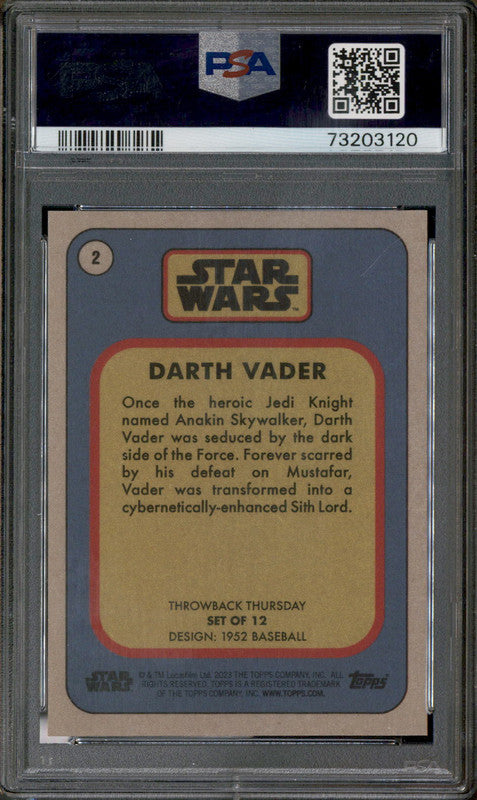 PSA
73203120
2
STAR
WARS™
DARTH VADER
Once the heroic Jedi Knight
named Anakin Skywalker, Darth
Vader was seduced by the dark
side of the Force. Forever scarred
by his defeat on Mustafar,
Vader was transformed into a
cybernetically-enhanced Sith Lord.
THROWBACK THURSDAY
SET OF 12
DESIGN: 1952 BASEBALL
STAR
WARS
© & TM Lucasfilm Ltd. 2023 THE TOPPS COMPANY, INC. ALL
RIGHTS RESERVED. TOPPS IS A REGISTERED TRADEMARK
OF THE TOPPS COMPANY, INC. WWW.TOPPS.COM.
Topps
PSA